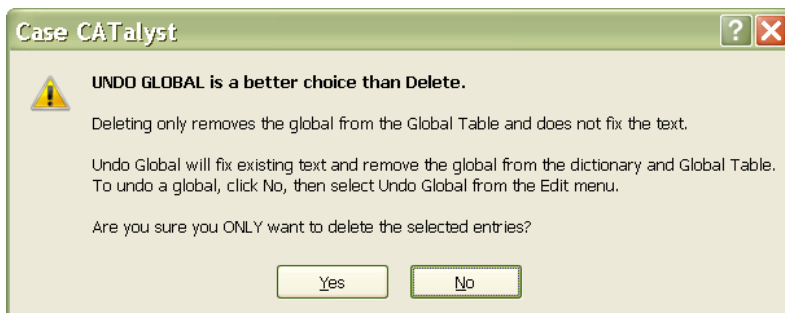 Case CATalyst
UNDO GLOBAL is a better choice than Delete.
Deleting only removes the global from the Global Table and does not fix the text.
Undo Global will fix existing text and remove the global from the dictionary and Global Table.
To undo a global, click No, then select Undo Global from the Edit menu.
Are you sure you ONLY want to delete the selected entries?
Yes No